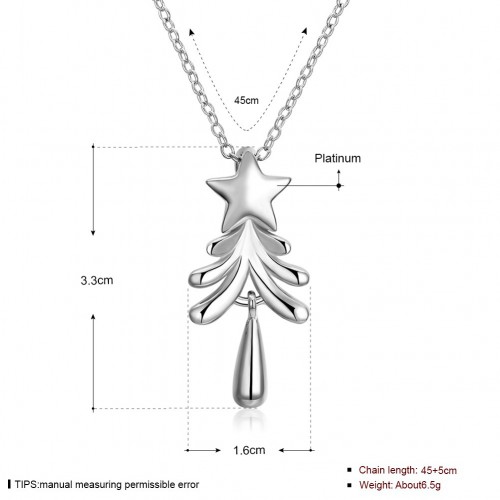 45cm
Platinum
3.3cm
1.6cm
Chain length: 45+5cm
TIPS:manual measuring permissible error
Weight: About6.5g